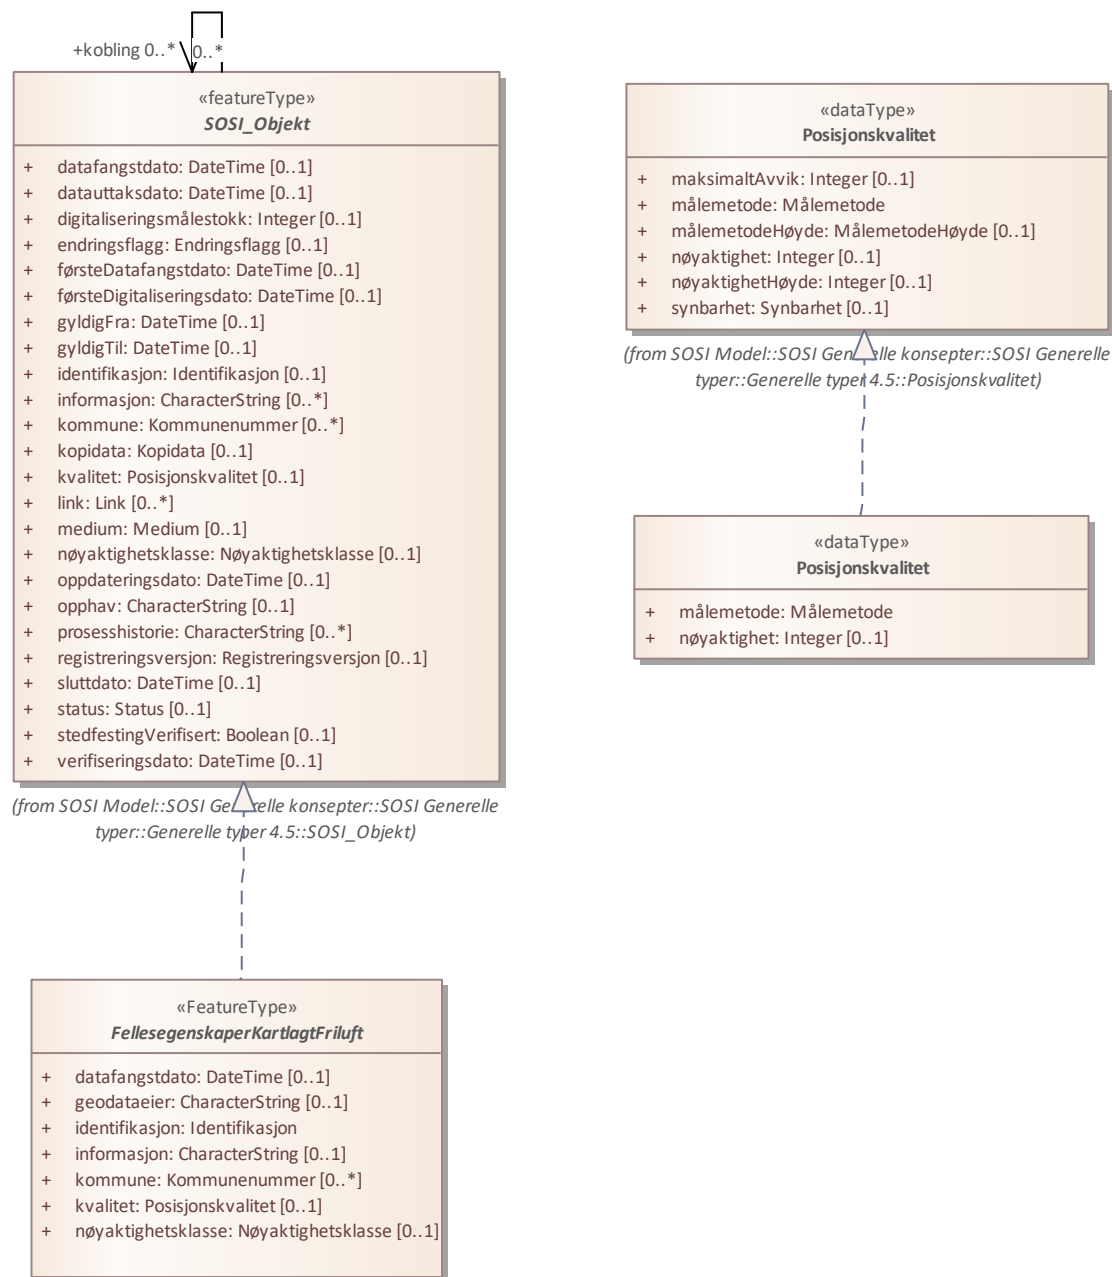 +kobling 0..*
0..*
«featureType»
SOSI_Objekt
+ datafangstdato: DateTime [0..1]
+ datauttaksdato: DateTime [0..1]
+ digitaliseringsmålestokk: Integer [0..1]
+ endringsflagg: Endringsflagg [0..1]
+ førsteDatafangstdato: DateTime [0..1]
+ førsteDigitaliseringsdato: DateTime [0..1]
+ gyldigFra: DateTime [0..1]
+ gyldigTil: DateTime [0..1]
+ identifikasjon: Identifikasjon [0..1]
+ informasjon: CharacterString [0..*]
+ kommune: Kommunenummer [0..*]
+ kopidata: Kopidata [0..1]
+ kvalitet: Posisjonskvalitet [0..1]
+ link: Link [0..*]
+ medium: Medium [0..1]
+ nøyaktighetsklasse: Nøyaktighetsklasse [0..1]
+ oppdateringsdato: DateTime [0..1]
+ opphav: CharacterString [0..1]
+ prosesshistorie: CharacterString [0..*]
+ registreringsversjon: Registreringsversjon [0..1]
+ sluttdato: DateTime [0..1]
+ status: Status [0..1]
+ stedfestingVerifisert: Boolean [0..1]
+ verifiseringsdato: DateTime [0..1]
(from SOSI Model::SOSI Generelle konsepter::SOSI Generelle
typer::Generelle typer 4.5::SOSI_Objekt)
«FeatureType»
FellesegenskaperKartlagtFriluft
+ datafangstdato: DateTime [0..1]
+ geodataeier: CharacterString [0..1]
+ identifikasjon: Identifikasjon
+ informasjon: CharacterString [0..1]
+ kommune: Kommunenummer [0..*]
+ kvalitet: Posisjonskvalitet [0..1]
+ nøyaktighetsklasse: Nøyaktighetsklasse [0..1]
«dataType»
Posisjonskvalitet
+ maksimaltAvvik: Integer [0..1]
+ målemetode: Målemetode
+ målemetodeHøyde: MålemetodeHøyde [0..1]
+ nøyaktighet: Integer [0..1]
+ nøyaktighetHøyde: Integer [0..1]
+ synbarhet: Synbarhet [0..1]
(from SOSI Model::SOSI Generelle konsepter::SOSI Generelle
typer::Generelle typer 4.5::Posisjonskvalitet)
«dataType»
Posisjonskvalitet
+ målemetode: Målemetode
+ nøyaktighet: Integer [0..1]